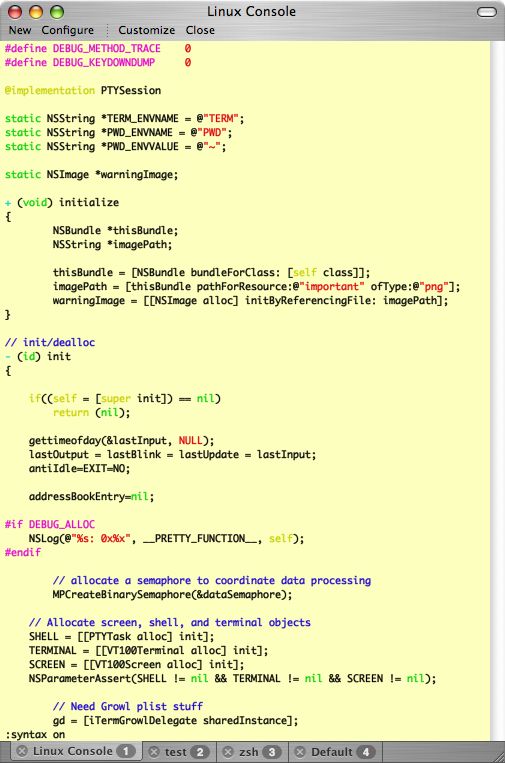 Linux Console
New Configure Customize Close
#define DEBUG_METHOD_TRACE 0
#define DEBUG_KEYDOWNDUMP 0
@implementation PTYSession
static NSString *TERM_ENVNAME = @"TERM";
static NSString *PWD_ENVNAME = @"PWD";
static NSString *PWD_ENVVALUE = @"~";
static NSImage *warningImage;
+ (void) initialize
{
NSBundle *thisBundle;
NSString *imagePath;
thisBundle = [NSBundle bundleForClass: [self class]];
imagePath = [thisBundle pathForResource:@"important" ofType:@"png"];
warningImage = [[NSImage alloc] initByReferencingFile: imagePath];
}
// init/dealloc
- (id) init
{
if((self = [super init]) == nil)
return (nil);
gettimeofday(&lastInput, NULL);
lastOutput = lastBlink = lastUpdate = lastInput;
antiIdle=EXIT=NO;
addressBookEntry=nil;
#if DEBUG_ALLOC
NSLog(@"%s: 0x%x", __PRETTY_FUNCTION__, self);
#endif
// allocate a semaphore to coordinate data processing
MPCreateBinarySemaphore(&dataSemaphore);
// Allocate screen, shell, and terminal objects
SHELL = [[PTYTask alloc] init];
TERMINAL = [[VT100Terminal alloc] init];
SCREEN = [[VT100Screen alloc] init];
NSParameterAssert(SHELL != nil && TERMINAL != nil && SCREEN != nil);
// Need Growl plist stuff
gd = [iTermGrowlDelegate sharedInstance];
:syntax on
Linux Console 1 test 2 zsh 3 Default 4